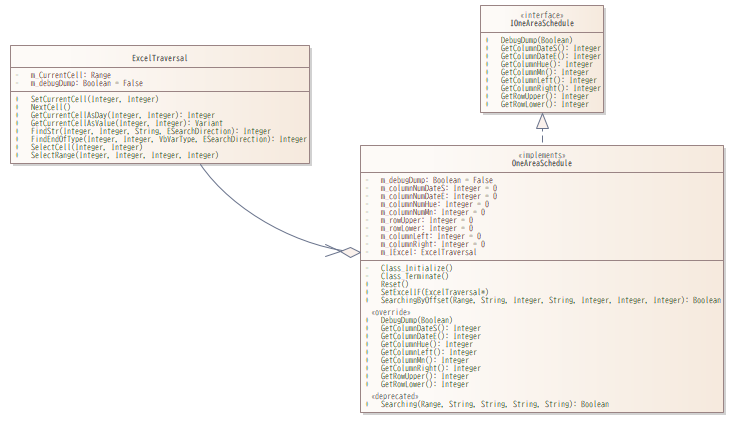 «interface»
IOneAreaSchedule
DebugDump(Boolean)
GetColumnDateS(): Integer
GetColumnDateE(): Integer
GetColumnHue(): Integer
GetColumnMn(): Integer
GetColumnLeft(): Integer
GetColumnRight(): Integer
GetRowUpper(): Integer
GetRowLower(): Integer
ExcelTraversal
- m_CurrentCell: Range
- m_debugDump: Boolean = False
SetCurrentCell(Integer, Integer)
NextCell()
GetCurrentCellAsDay(Integer, Integer): Integer
GetCurrentCellAsValue(Integer, Integer): Variant
FindStr(Integer, Integer, String, ESearchDirection): Integer
FindEndOfType(Integer, Integer, VbVarType, ESearchDirection): Integer
SelectCell(Integer, Integer)
SelectRange(Integer, Integer, Integer, Integer)
«implements»
OneAreaSchedule
- m_debugDump: Boolean = False
- m_columnNumDateS: Integer = 0
- m_columnNumDateE: Integer = 0
- m_columnNumHue: Integer = 0
- m_columnNumMn: Integer = 0
- m_rowUpper: Integer = 0
- m_rowLower: Integer = 0
- m_columnLeft: Integer = 0
- m_columnRight: Integer = 0
- m_IExcel: ExcelTraversal
- Class_Initialize()
- Class_Terminate()
Reset()
SetExcelIF(ExcelTraversal*)
SearchingByOffset(Range, String, Integer, String, Integer, Integer, Integer): Boolean
«override»
DebugDump(Boolean)
GetColumnDateS(): Integer
GetColumnDateE(): Integer
GetColumnHue(): Integer
GetColumnLeft(): Integer
GetColumnMn(): Integer
GetColumnRight(): Integer
GetRowUpper(): Integer
GetRowLower(): Integer
«deprecated»
Searching(Range, String, String, String, String): Boolean